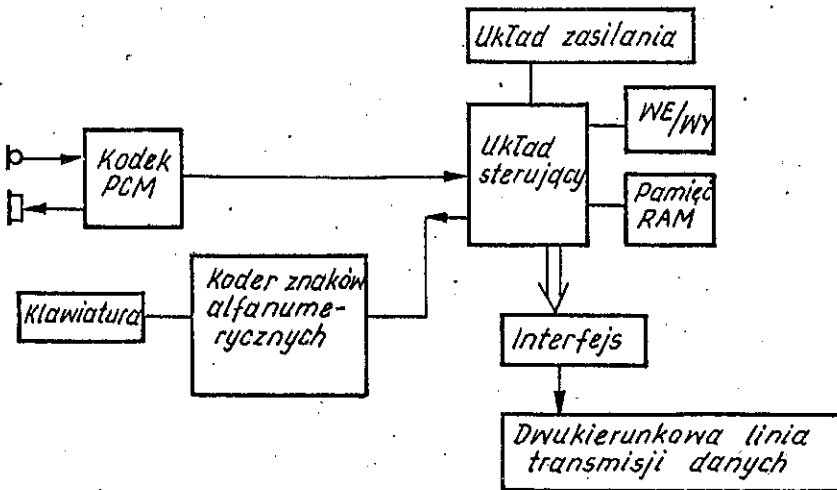 Układ zasilania
Kodek
PCM
Układ
sterujący
WE/WY
Pamięć
RAM
Klawiatura
Koder znaków
alfanume-
rycznych
Interfejs
Dwukierunkowa linia
transmisji danych